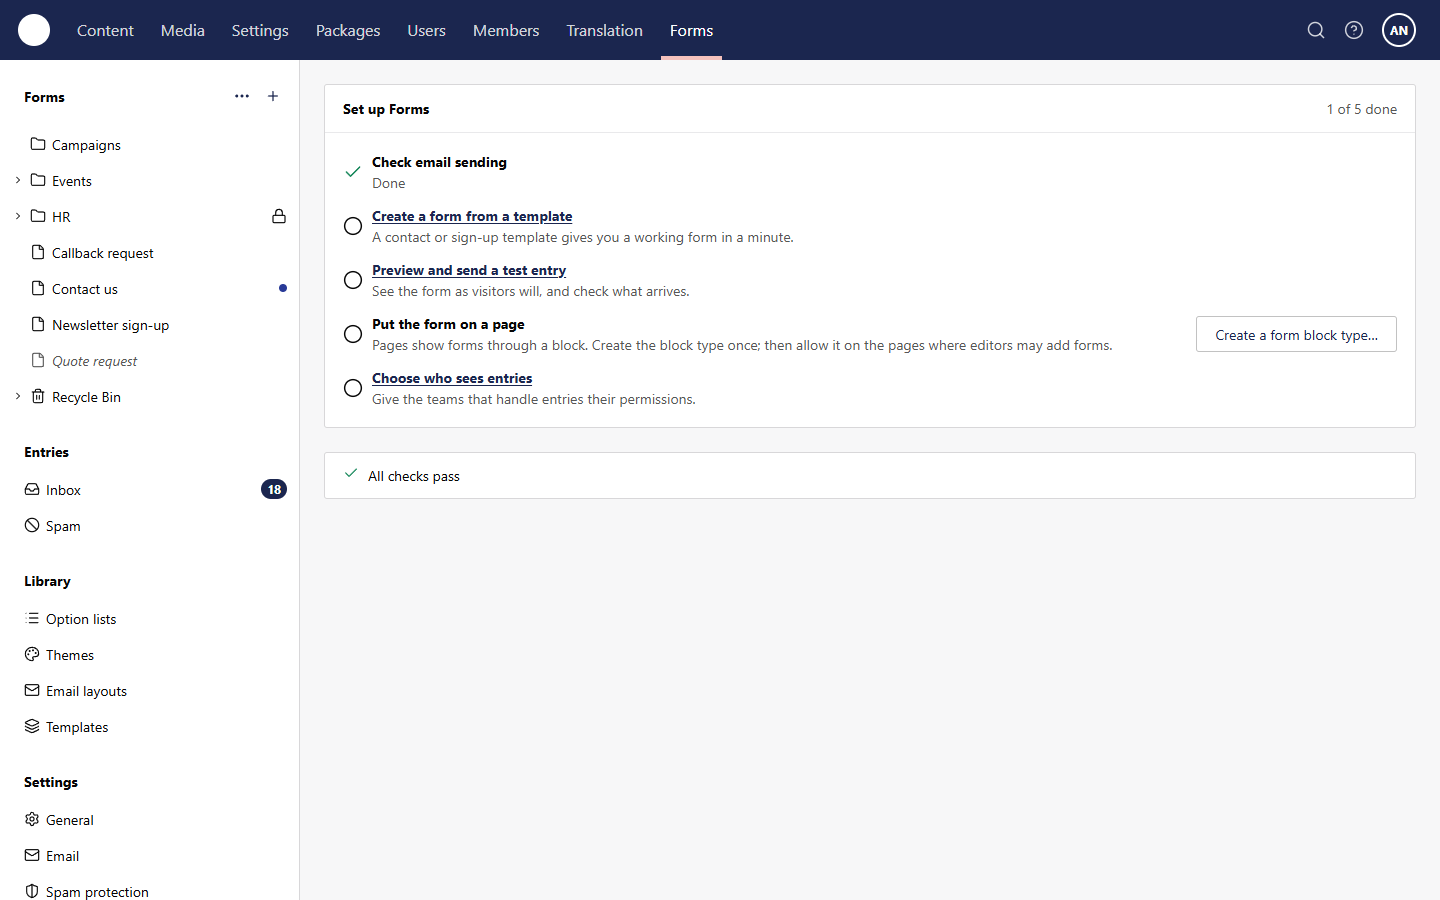 Content Media Settings Packages Users Members Translation Forms AN
Forms
Campaigns
Events
HR
Callback request
Contact us
Newsletter sign-up
Quote request
Recycle Bin
Entries
Inbox 18
Spam
Library
Option lists
Themes
Email layouts
Templates
Settings
General
Email
Spam protection
Set up Forms 1 of 5 done
Check email sending
Done
Create a form from a template
A contact or sign-up template gives you a working form in a minute.
Preview and send a test entry
See the form as visitors will, and check what arrives.
Put the form on a page
Pages show forms through a block. Create the block type once; then allow it on the pages where editors may add forms.
Create a form block type...
Choose who sees entries
Give the teams that handle entries their permissions.
All checks pass